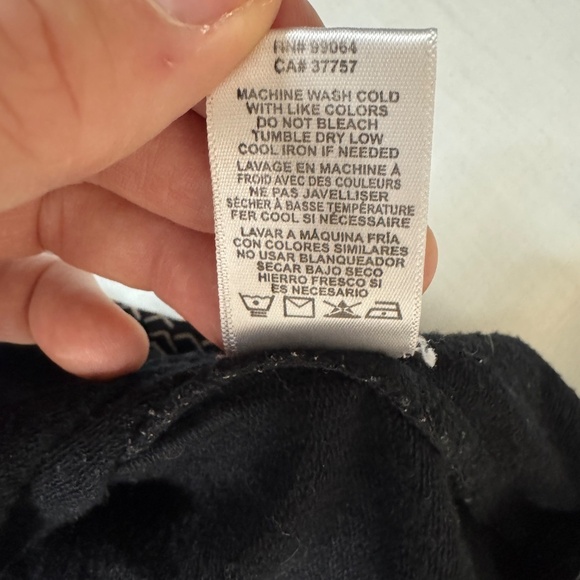 RN# 99064
CA# 37757
MACHINE WASH COLD
WITH LIKE COLORS
DO NOT BLEACH
TUMBLE DRY LOW
COOL IRON IF NEEDED
LAVAGE EN MACHINE À
FROID AVEC DES COULEURS
NE PAS JAVELLISER
SÈCHER À BASSE TEMPÉRATURE
FER COOL SI NÉCESSAIRE
LAVAR A MÁQUINA FRÍA
CON COLORES SIMILARES
NO USAR BLANQUEADOR
SECAR BAJO SECO
HIERRO FRESCO SI
ES NECESARIO